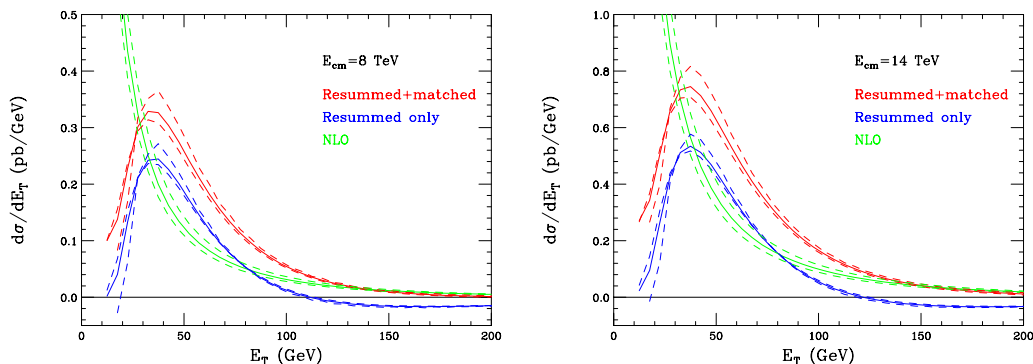 0.5
0.4
0.3
0.2
0.1
0.0
dσ/dE_T (pb/GeV)
E_cm=8 TeV
Resummed+matched
Resummed only
NLO
0 50 100 150 200
E_T (GeV)
1.0
0.8
0.6
0.4
0.2
0.0
dσ/dE_T (pb/GeV)
E_cm=14 TeV
Resummed+matched
Resummed only
NLO
0 50 100 150 200
E_T (GeV)